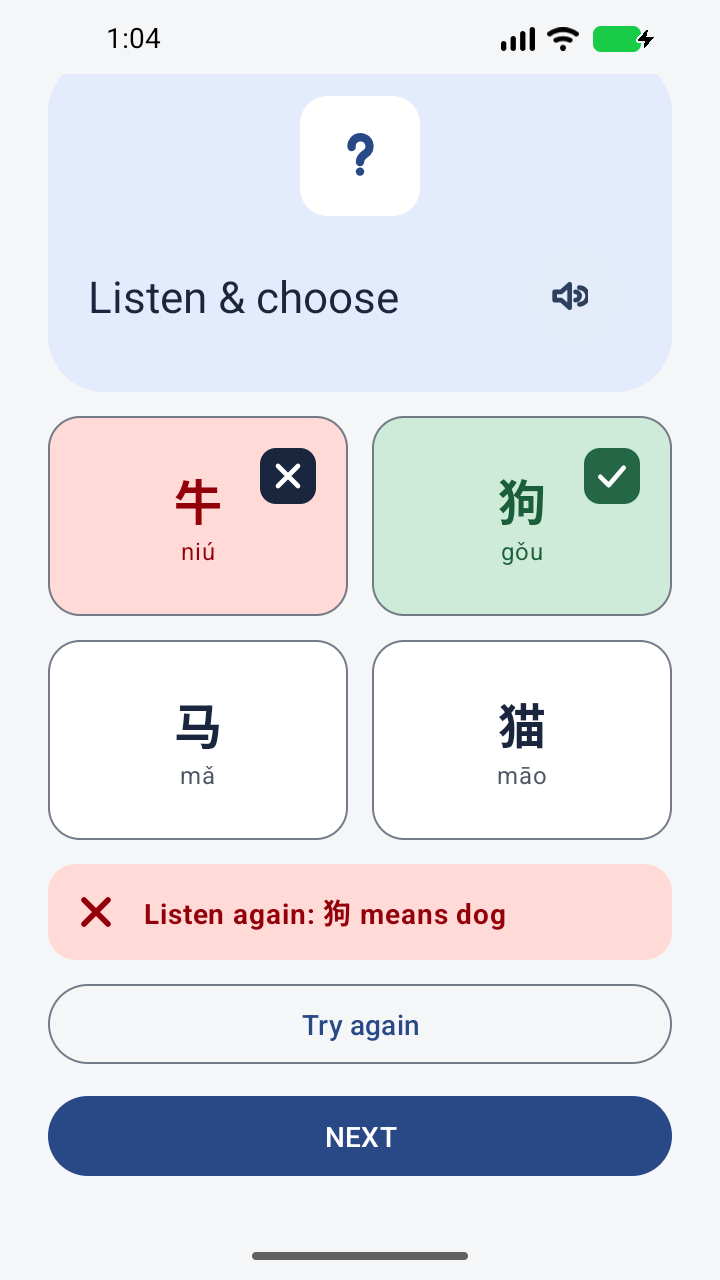 1:04
?
Listen & choose
牛
niú
狗
gǒu
马
mǎ
猫
māo
Listen again: 狗 means dog
Try again
NEXT